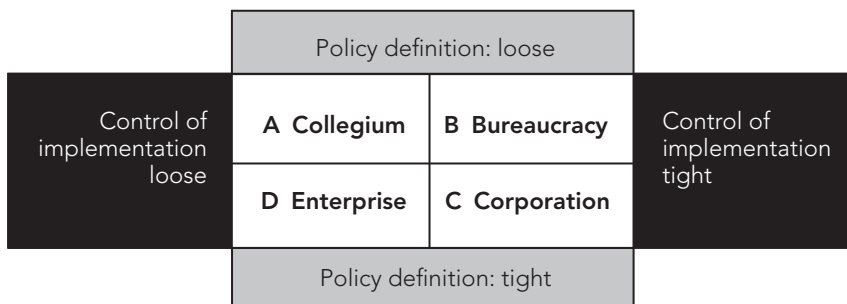 Policy definition: loose
Control of
implementation
loose
A Collegium
B Bureaucracy
Control of
implementation
tight
D Enterprise
C Corporation
Policy definition: tight